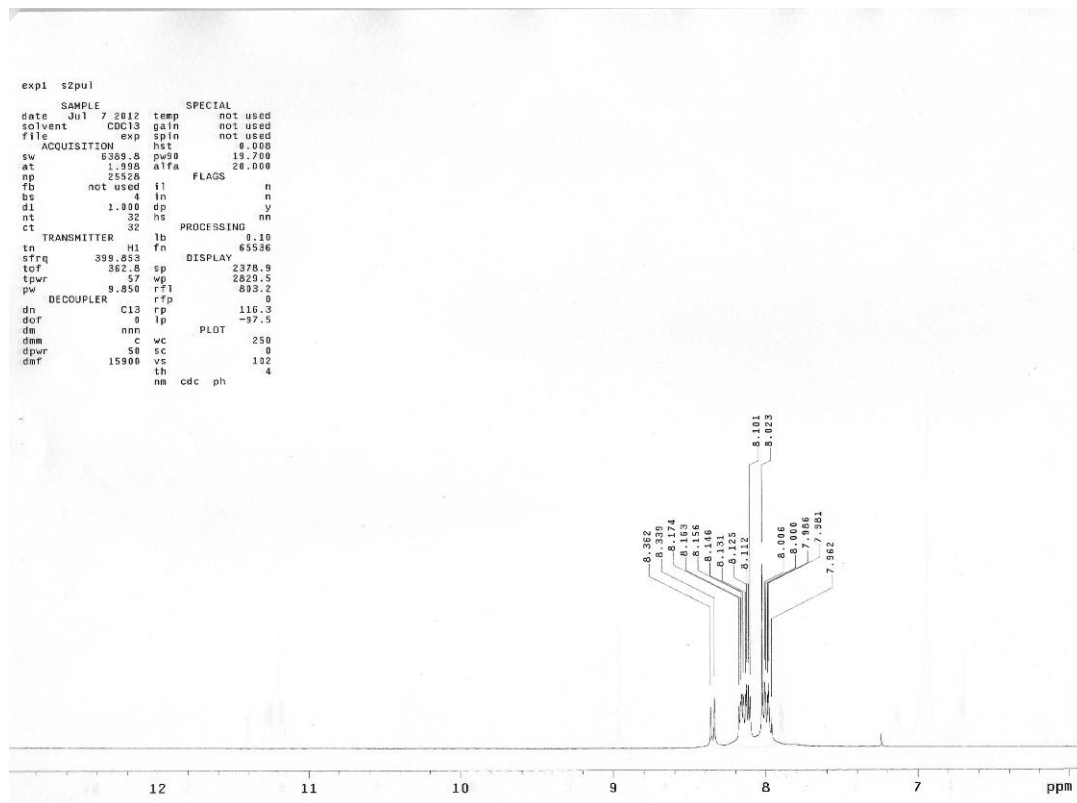 exp1 s2pul
SAMPLE SPECIAL
date Jul 7 2012 temp not used
solvent CDCl3 gain not used
file exp spin not used
ACQUISITION hst 0.008
sw 6389.8 pw90 19.700
at 1.998 alfa 20.000
np 25528 FLAGS
fb not used il n
bs 4 in n
d1 1.000 dp y
nt 32 hs nn
ct 32 PROCESSING
TRANSMITTER lb 0.10
tn H1 fn 65536
sfrq 399.853 DISPLAY
tof 362.8 sp 2378.9
tpwr 57 wp 2829.5
pw 9.850 rfl 803.2
DECOUPLER rfp 0
dn C13 rp 116.3
dof 0 lp -97.5
dm nnn PLOT
dmm c wc 250
dpwr 50 sc 0
dmf 15900 vs 102
th 4
nm cdc ph
8.101
8.023
8.362
8.339
8.174
8.163
8.156
8.146
8.131
8.125
8.112
8.006
8.000
7.986
7.981
7.962
12 11 10 9 8 7 ppm